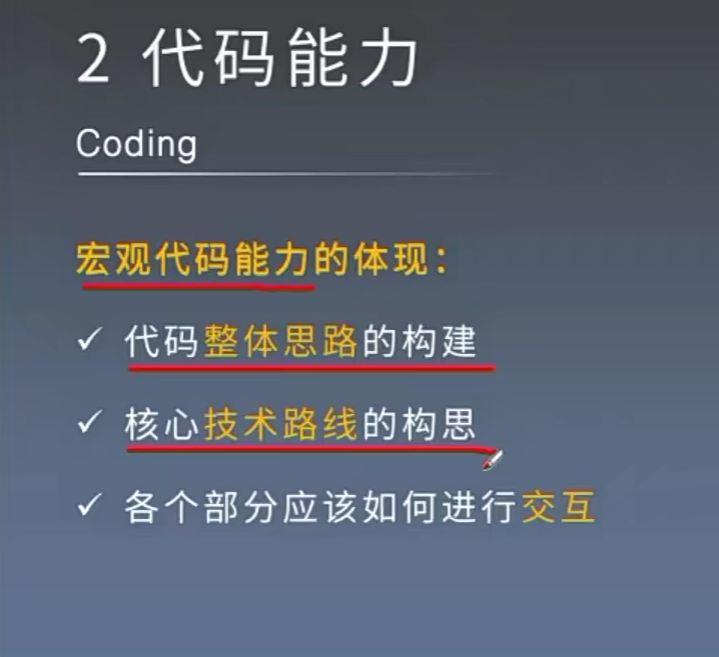 2 代码能力
Coding
宏观代码能力的体现：
✓ 代码整体思路的构建
✓ 核心技术路线的构思
✓ 各个部分应该如何进行交互